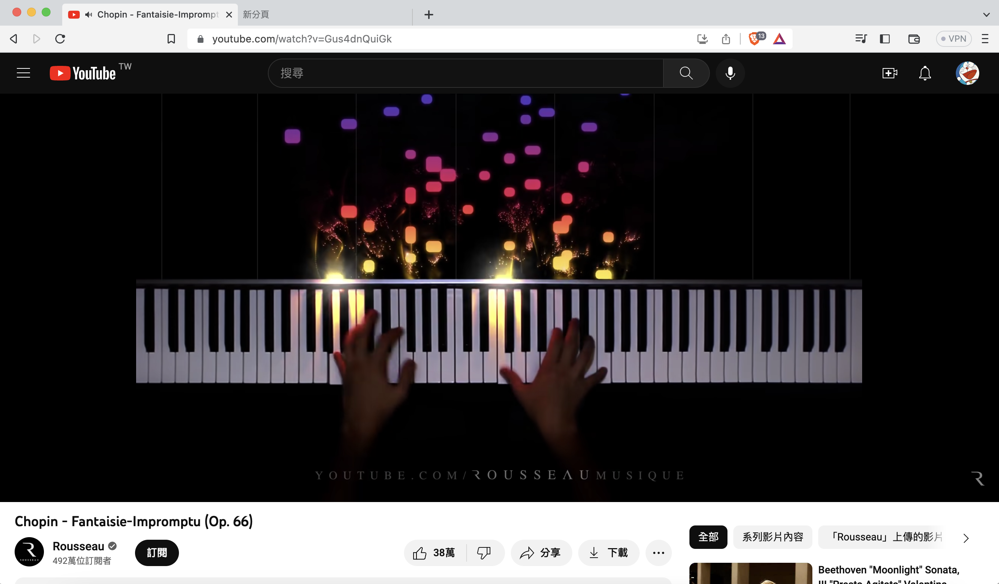 Chopin - Fantaisie-Imprompt
新分頁
youtube.com/watch?v=Gus4dnQuiGk
13
VPN
YouTube TW
搜尋
YOUTUBE.COM/ROUSSEAUMUSIQUE
R
Chopin - Fantaisie-Impromptu (Op. 66)
R
ROUSSEAU
Rousseau
492萬位訂閱者
訂閱
38萬
分享
下載
全部
系列影片內容
「Rousseau」上傳的影片
Beethoven "Moonlight" Sonata,
III "Presto Agitato" Valentina